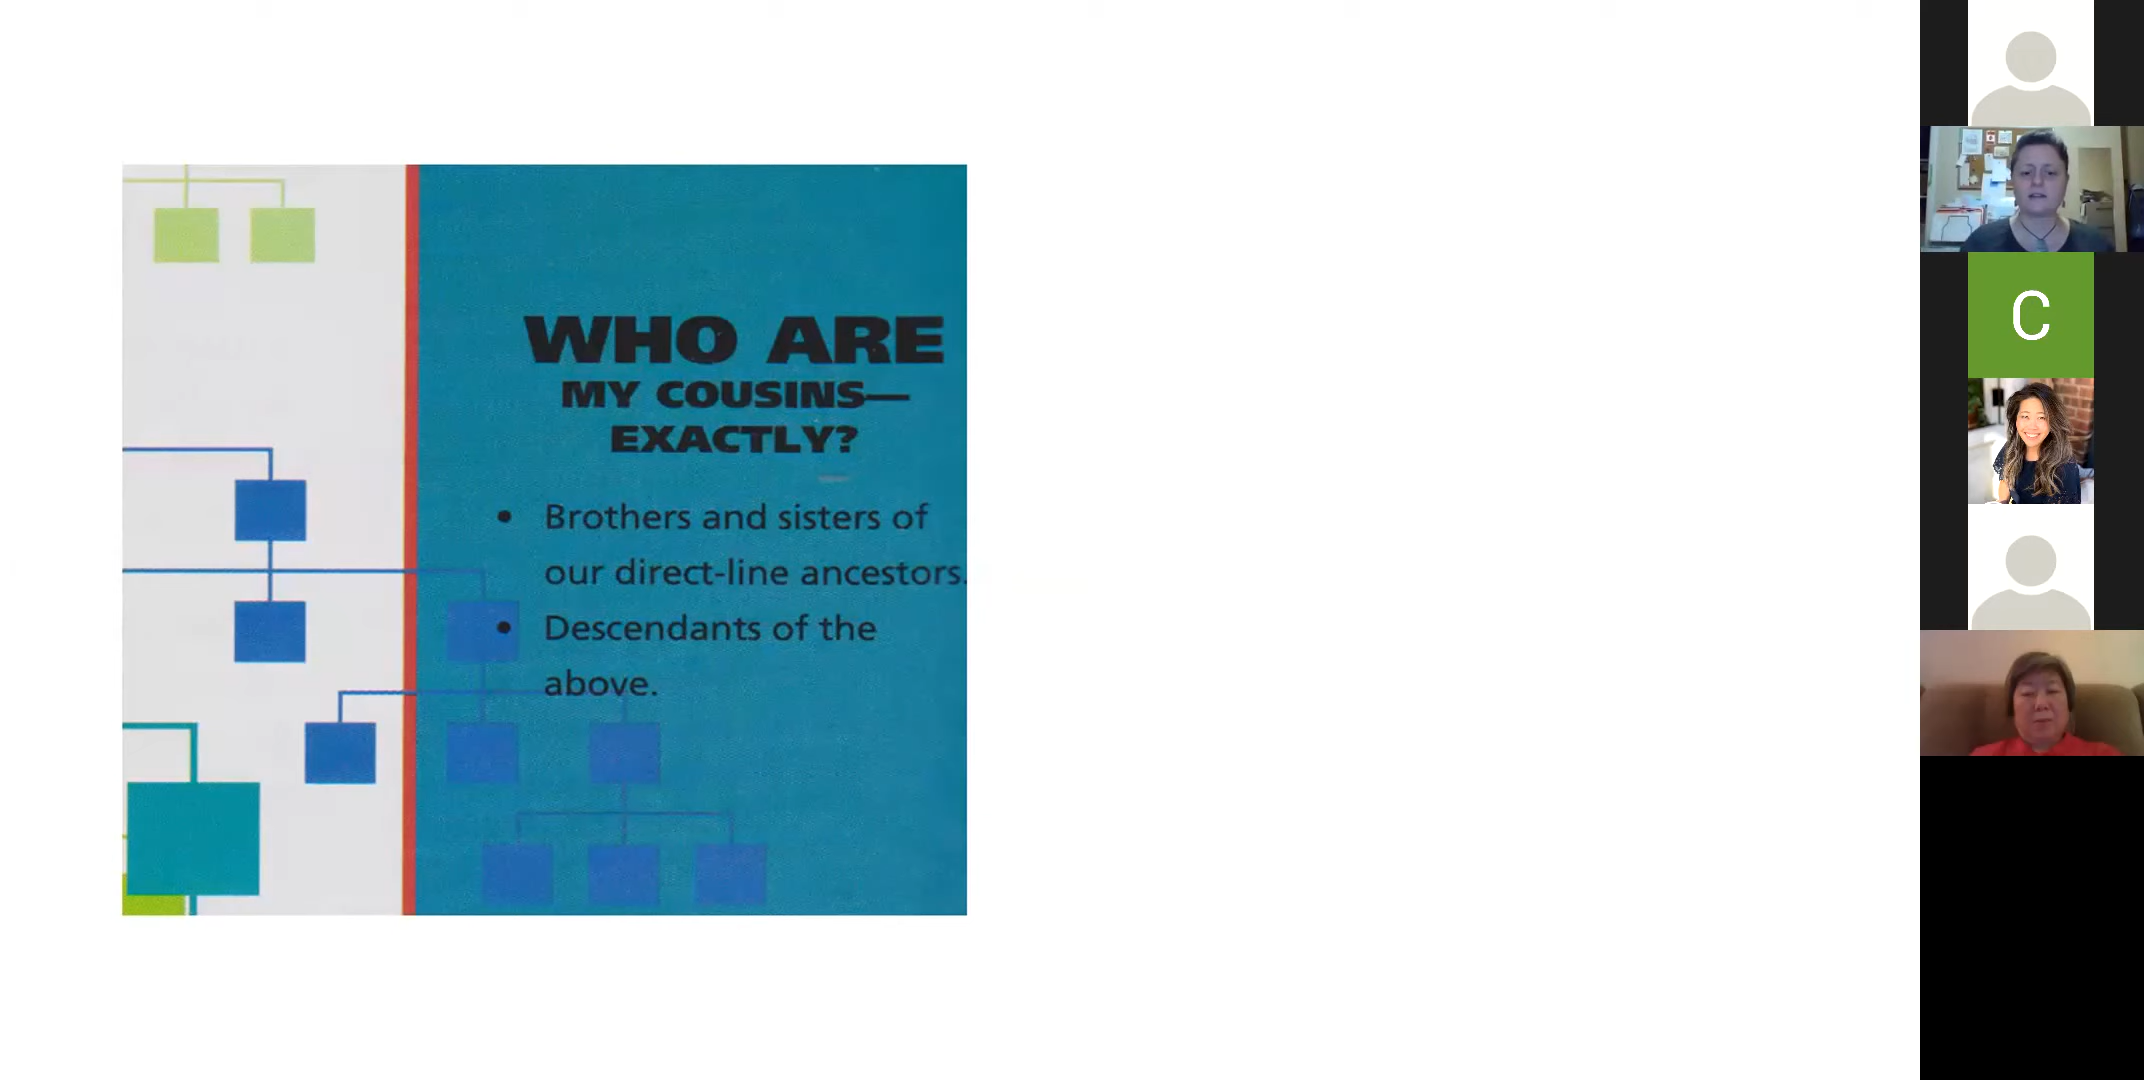 WHO ARE
MY COUSINS—
EXACTLY?
• Brothers and sisters of
our direct-line ancestors.
• Descendants of the
above.
C